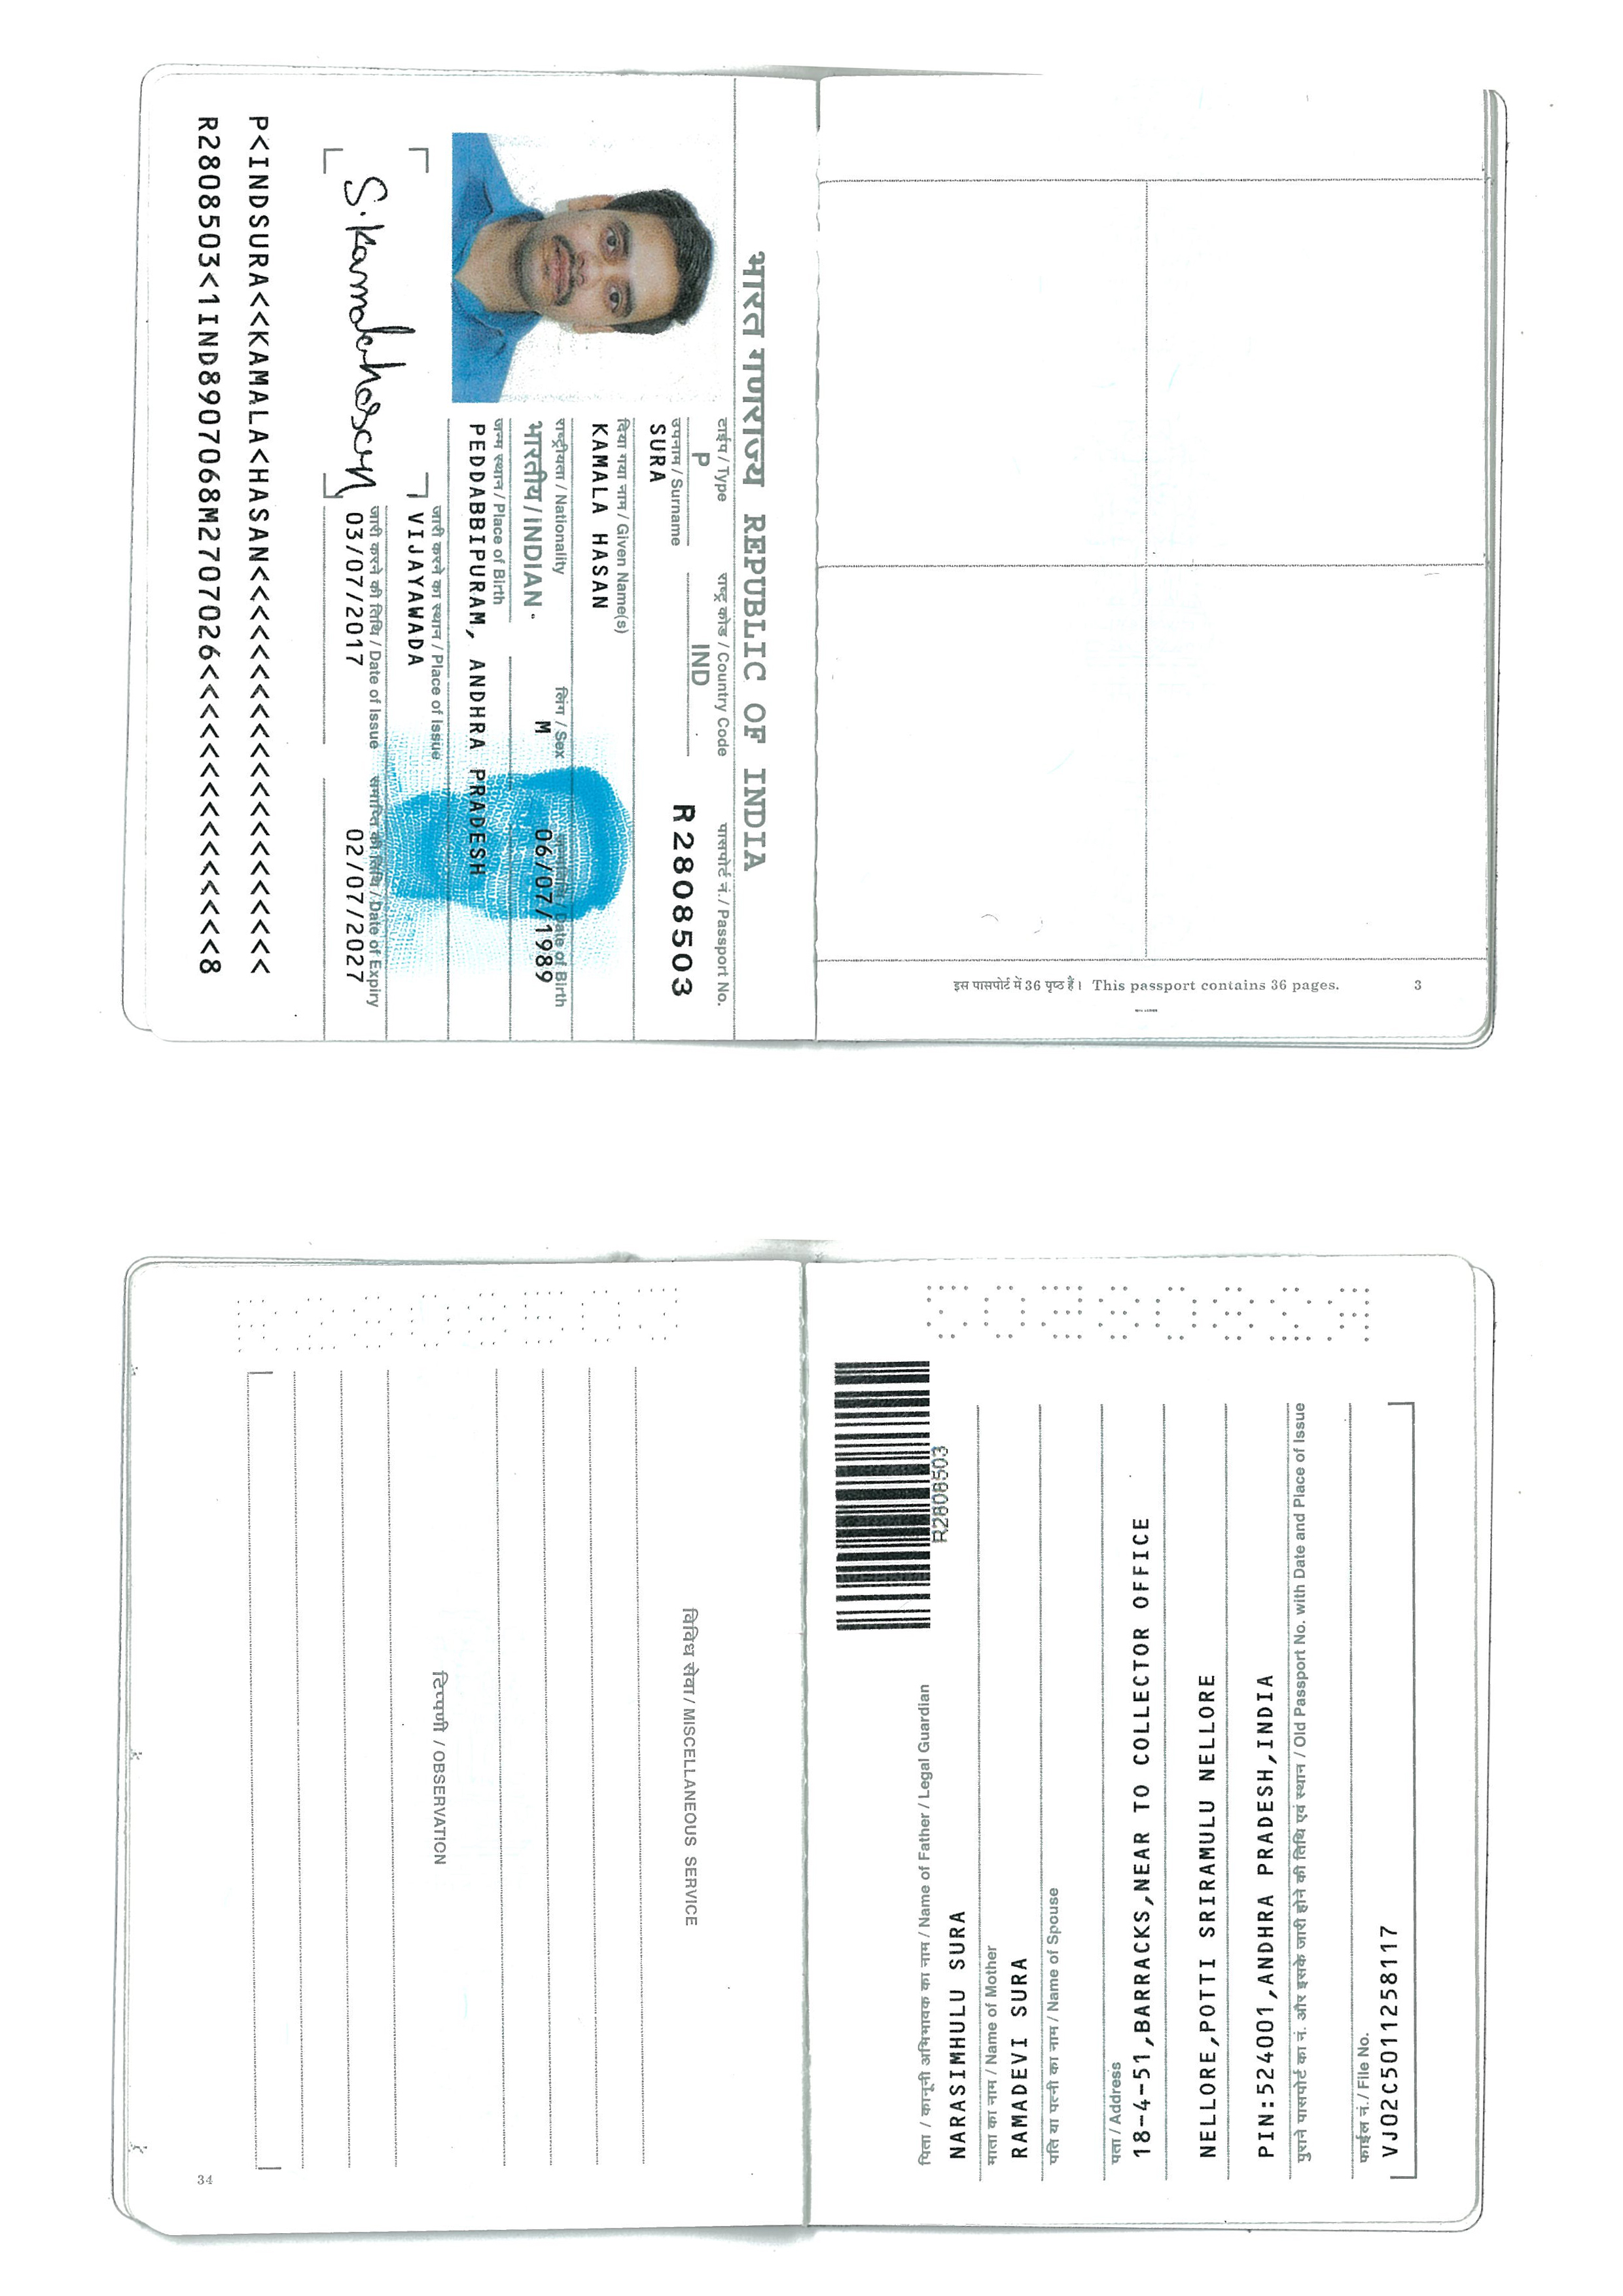 3
इस पासपोर्ट में 36 पृष्ठ हैं। This passport contains 36 pages.
भारत गणराज्य REPUBLIC OF INDIA
टाईप / Type
राष्ट्र कोड / Country Code
पासपोर्ट नं. / Passport No.
P
IND
R2808503
उपनाम / Surname
SURA
दिया गया नाम / Given Name(s)
KAMALA HASAN
राष्ट्रीयता / Nationality
लिंग / Sex
जन्मतिथि / Date of Birth
भारतीय / INDIAN
M
06/07/1989
जन्म स्थान / Place of Birth
PEDDABBIPURAM, ANDHRA PRADESH
जारी करने का स्थान / Place of Issue
VIJAYAWADA
जारी करने की तिथि / Date of Issue
समाप्ति की तिथि / Date of Expiry
S. Kamalahasan
03/07/2017
02/07/2027
P<INDSURA<<KAMALA<HASAN<<<<<<<<<<<<<<<<<<<<<
R2808503<1IND8907068M2707026<<<<<<<<<<<<<<<8
पिता / कानूनी अभिभावक का नाम / Name of Father / Legal Guardian
NARASIMHULU SURA
R2808503
माता का नाम / Name of Mother
RAMADEVI SURA
पति या पत्नी का नाम / Name of Spouse
पता / Address
18-4-51,BARRACKS,NEAR TO COLLECTOR OFFICE
NELLORE,POTTI SRIRAMULU NELLORE
PIN:524001,ANDHRA PRADESH,INDIA
पुराने पासपोर्ट का नं. और इसके जारी होने की तिथि एवं स्थान / Old Passport No. with Date and Place of Issue
फाईल नं. / File No.
VJ02C5011258117
विविध सेवा / MISCELLANEOUS SERVICE
टिप्पणी / OBSERVATION
34